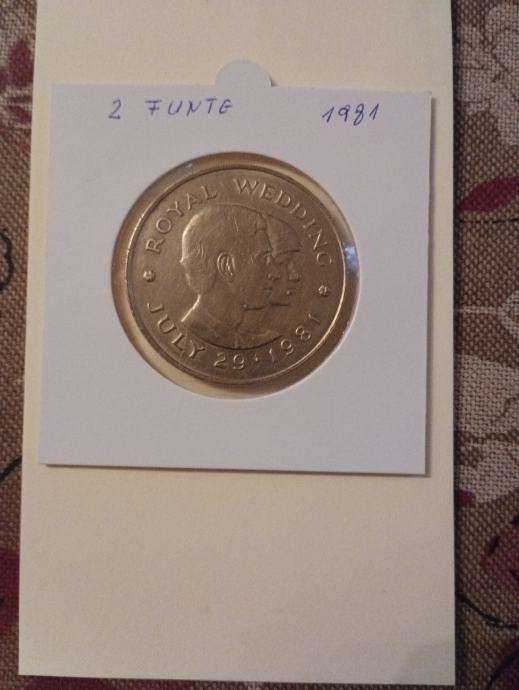 2 FUNTE 1981
ROYAL WEDDING
JULY 29 • 1981